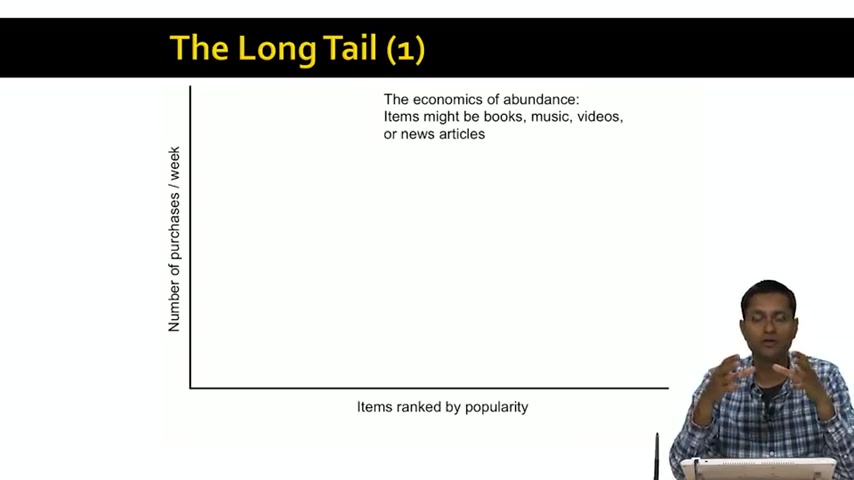 The Long Tail (1)
The economics of abundance:
Items might be books, music, videos,
or news articles
Number of purchases / week
Items ranked by popularity